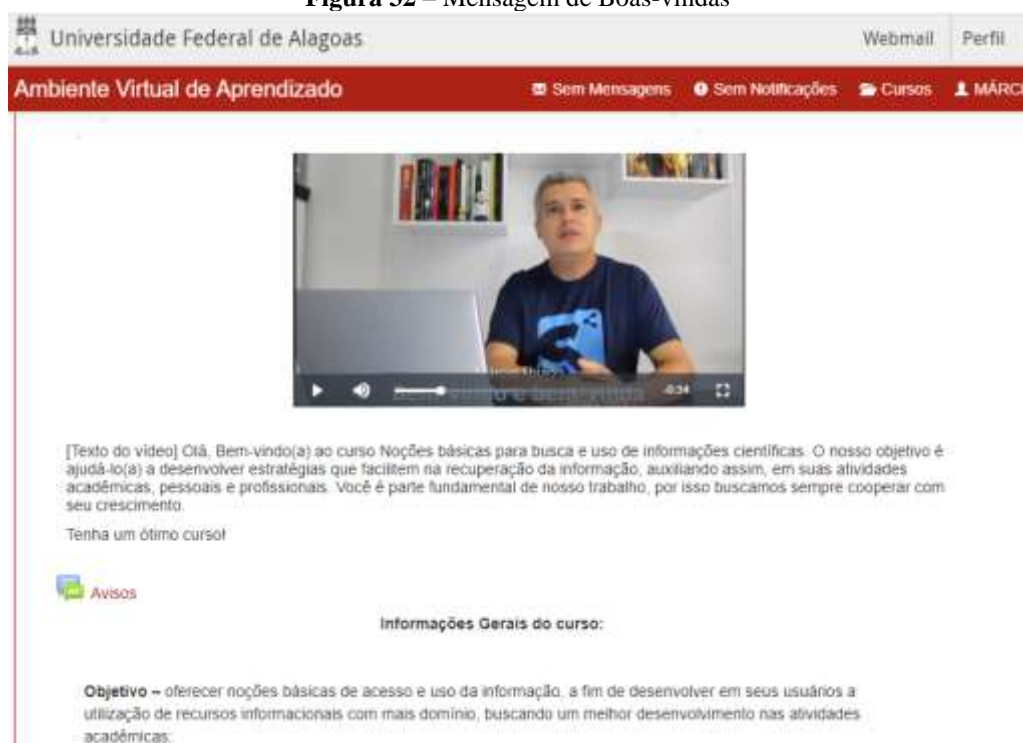 Figura 32 – Mensagem de Boas-vindas
Universidade Federal de Alagoas Webmail Perfil
Ambiente Virtual de Aprendizado Sem Mensagens Sem Notificações Cursos MÁRCI
-0:34
[Texto do vídeo] Olá, Bem-vindo(a) ao curso Noções básicas para busca e uso de informações científicas. O nosso objetivo é
ajudá-lo(a) a desenvolver estratégias que facilitem na recuperação da informação, auxiliando assim, em suas atividades
acadêmicas, pessoais e profissionais. Você é parte fundamental de nosso trabalho, por isso buscamos sempre cooperar com
seu crescimento.
Tenha um ótimo curso!
Avisos
Informações Gerais do curso:
Objetivo – oferecer noções básicas de acesso e uso da informação, a fim de desenvolver em seus usuários a
utilização de recursos informacionais com mais domínio, buscando um melhor desenvolvimento nas atividades
acadêmicas;